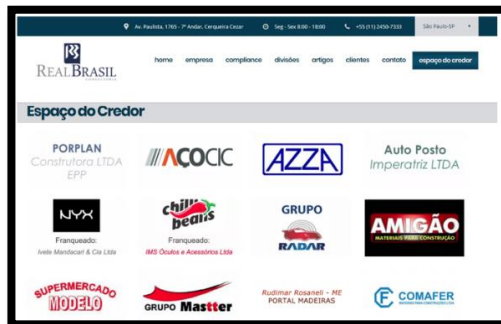 Av. Paulista, 1765 - 7º Andar, Cerqueira Cezar
Seg - Sex 8:00 - 18:00
+55 (11) 2450-7333
São Paulo-SP
RB
REALBRASIL
home empresa compliance divisões artigos clientes contato espaço do credor
Espaço do Credor
PORPLAN
Construtora LTDA
EPP
AÇOCIC
AZZA
Auto Posto
Imperatriz LTDA
NYX
Franqueado:
Ivete Mandacari & Cia Ltda
chilli beans
Franqueado:
IMS Óculos e Acessórios Ltda
GRUPO
RADAR
AMIGÃO
MATERIAIS PARA CONSTRUÇÃO
SUPERMERCADO
MODELO
GRUPO Mastter
Rudimar Rosaneli - ME
PORTAL MADEIRAS
CF COMAFER